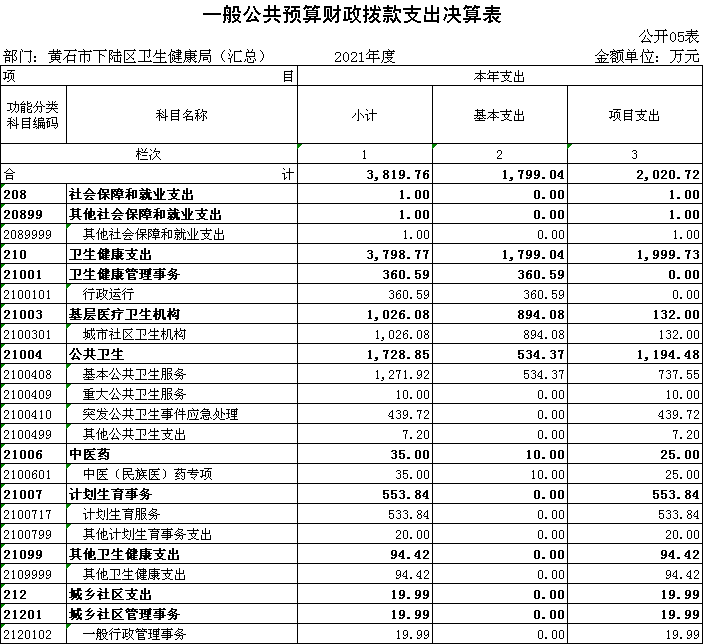 一般公共预算财政拨款支出决算表
公开05表
部门：黄石市下陆区卫生健康局（汇总） 2021年度 金额单位：万元
项 目 本年支出
功能分类科目编码 科目名称 小计 基本支出 项目支出
栏次 1 2 3
合 计 3,819.76 1,799.04 2,020.72
208 社会保障和就业支出 1.00 0.00 1.00
20899 其他社会保障和就业支出 1.00 0.00 1.00
2089999 其他社会保障和就业支出 1.00 0.00 1.00
210 卫生健康支出 3,798.77 1,799.04 1,999.73
21001 卫生健康管理事务 360.59 360.59 0.00
2100101 行政运行 360.59 360.59 0.00
21003 基层医疗卫生机构 1,026.08 894.08 132.00
2100301 城市社区卫生机构 1,026.08 894.08 132.00
21004 公共卫生 1,728.85 534.37 1,194.48
2100408 基本公共卫生服务 1,271.92 534.37 737.55
2100409 重大公共卫生服务 10.00 0.00 10.00
2100410 突发公共卫生事件应急处理 439.72 0.00 439.72
2100499 其他公共卫生支出 7.20 0.00 7.20
21006 中医药 35.00 10.00 25.00
2100601 中医（民族医）药专项 35.00 10.00 25.00
21007 计划生育事务 553.84 0.00 553.84
2100717 计划生育服务 533.84 0.00 533.84
2100799 其他计划生育事务支出 20.00 0.00 20.00
21099 其他卫生健康支出 94.42 0.00 94.42
2109999 其他卫生健康支出 94.42 0.00 94.42
212 城乡社区支出 19.99 0.00 19.99
21201 城乡社区管理事务 19.99 0.00 19.99
2120102 一般行政管理事务 19.99 0.00 19.99